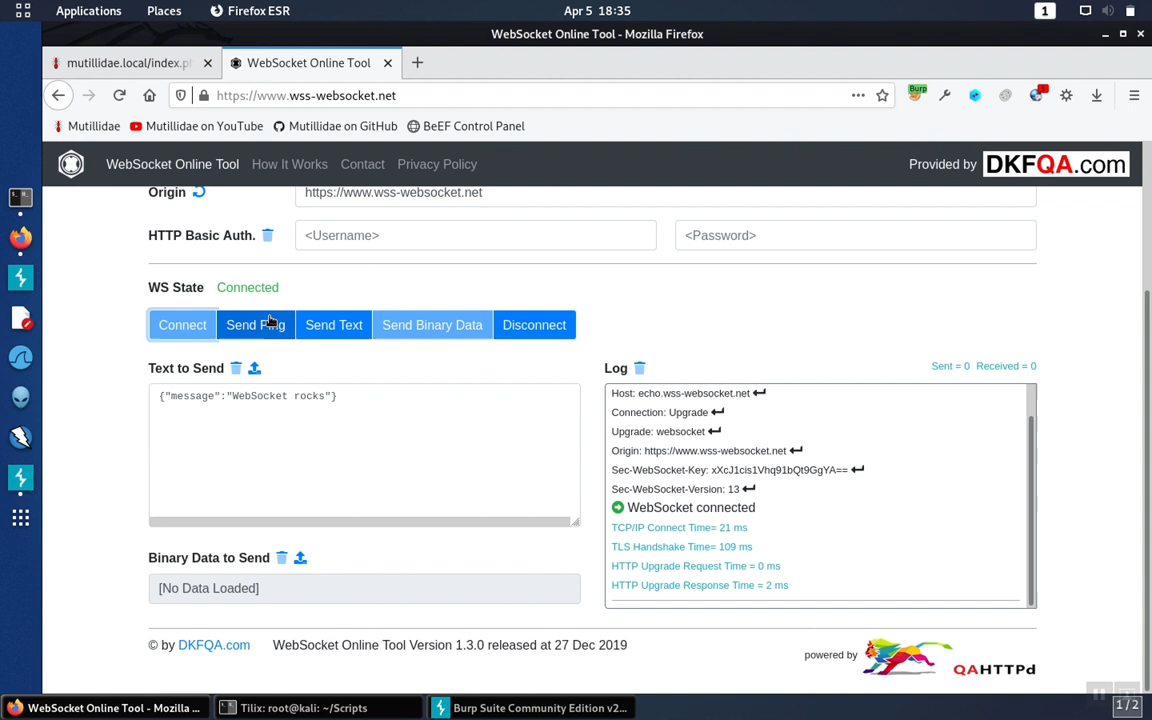 Applications Places Firefox ESR Apr 5 18:35 1
WebSocket Online Tool - Mozilla Firefox
mutillidae.local/index.p WebSocket Online Tool
https://www.wss-websocket.net Burp
Mutillidae Mutillidae on YouTube Mutillidae on GitHub BeEF Control Panel
WebSocket Online Tool How It Works Contact Privacy Policy Provided by DKFQA.com
Origin https://www.wss-websocket.net
HTTP Basic Auth. <Username> <Password>
WS State Connected
Connect Send Ping Send Text Send Binary Data Disconnect
Text to Send
{"message":"WebSocket rocks"}
Binary Data to Send
[No Data Loaded]
Log Sent = 0 Received = 0
Host: echo.wss-websocket.net
Connection: Upgrade
Upgrade: websocket
Origin: https://www.wss-websocket.net
Sec-WebSocket-Key: xXcJ1cis1Vhq91bQt9GgYA==
Sec-WebSocket-Version: 13
WebSocket connected
TCP/IP Connect Time= 21 ms
TLS Handshake Time= 109 ms
HTTP Upgrade Request Time = 0 ms
HTTP Upgrade Response Time = 2 ms
© by DKFQA.com WebSocket Online Tool Version 1.3.0 released at 27 Dec 2019 powered by QAHTTPd
WebSocket Online Tool - Mozilla ... Tilix: root@kali: ~/Scripts Burp Suite Community Edition v2... 1/2